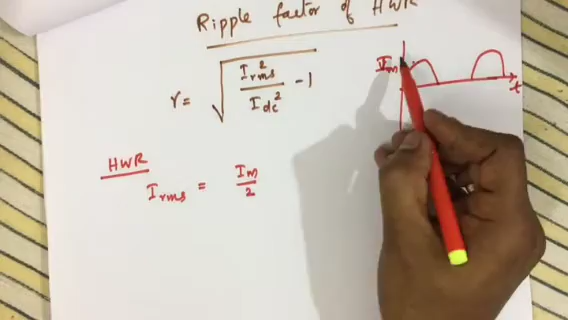 Ripple factor of HWR
r = √(I²rms / I²dc - 1)
Im
t
HWR
Irms = Im / 2